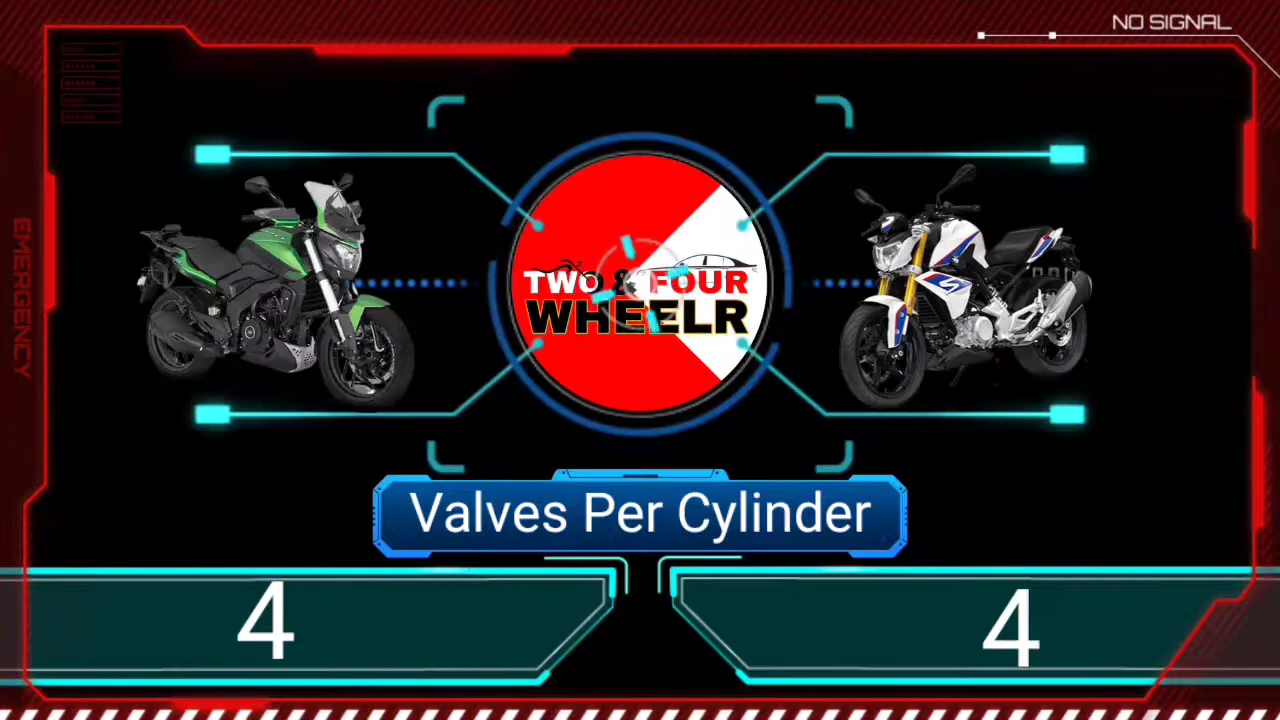 NO SIGNAL
EMERGENCY
TWO & FOUR
WHEELR
Valves Per Cylinder
4
4